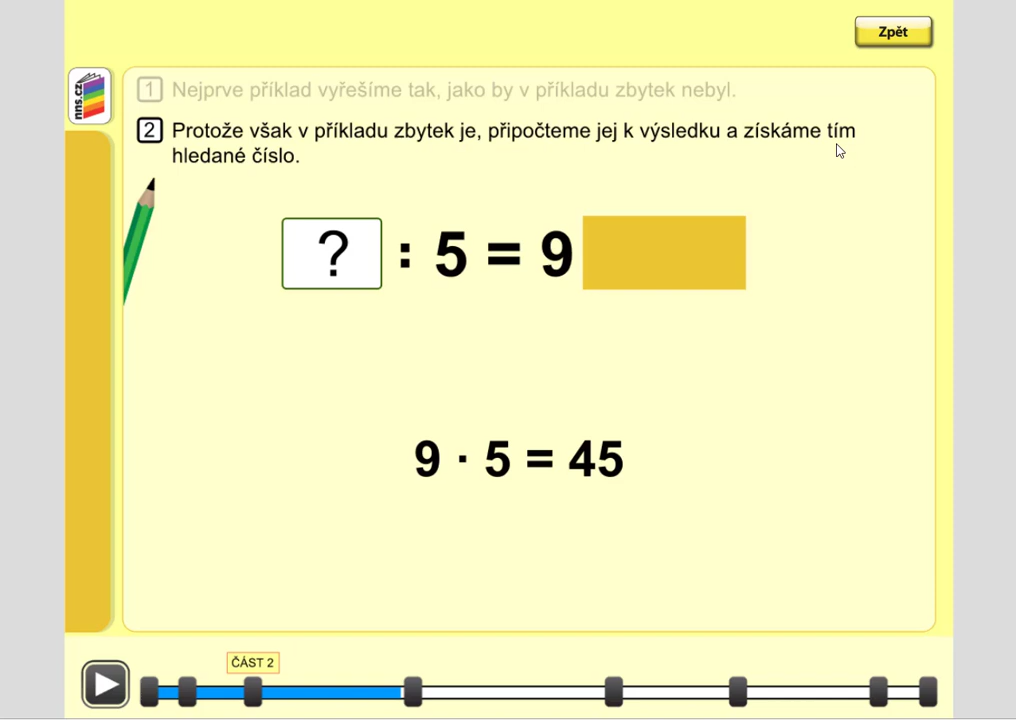 Zpět
nns.cz
1 Nejprve příklad vyřešíme tak, jako by v příkladu zbytek nebyl.
2 Protože však v příkladu zbytek je, připočteme jej k výsledku a získáme tím
hledané číslo.
? : 5 = 9
9 · 5 = 45
ČÁST 2